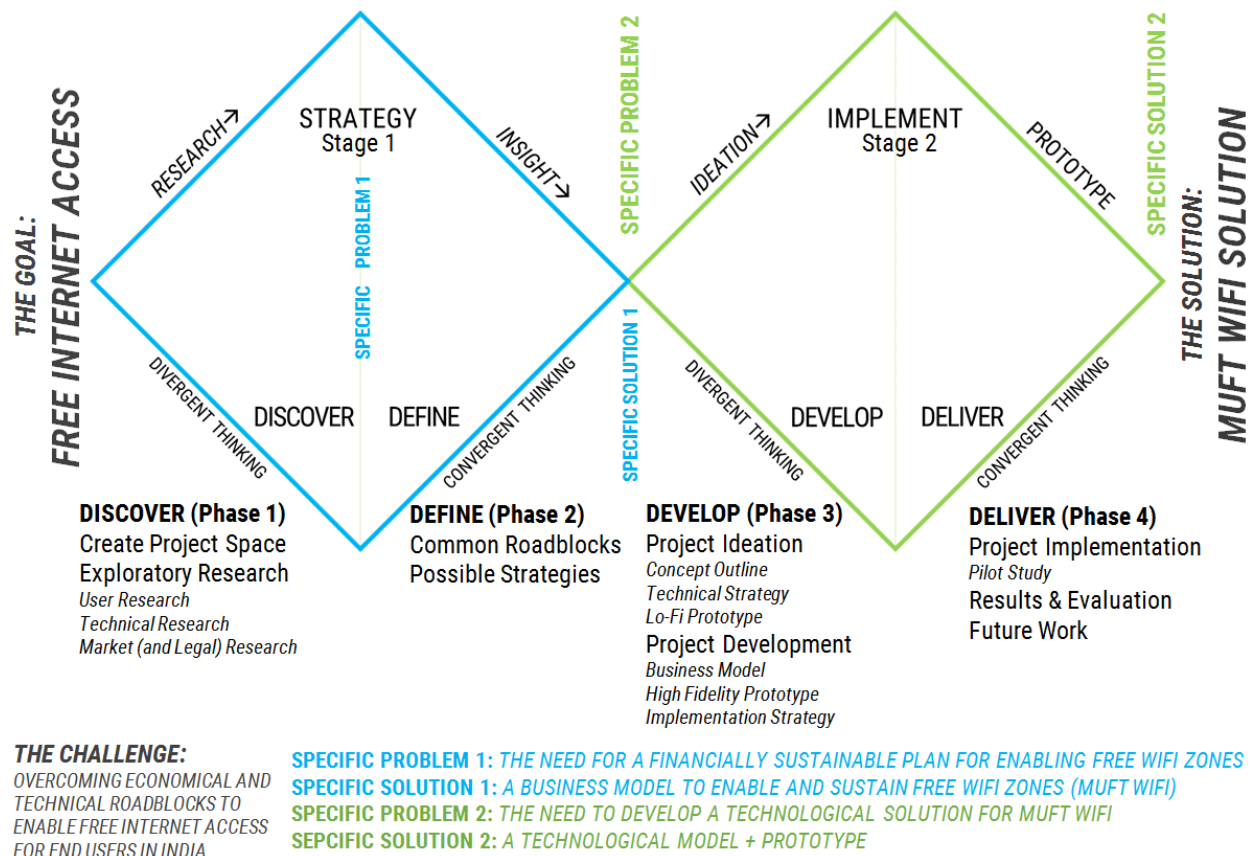 THE GOAL:
FREE INTERNET ACCESS
RESEARCH→
STRATEGY
Stage 1
INSIGHT→
SPECIFIC PROBLEM 1
DIVERGENT THINKING
DISCOVER
DEFINE
CONVERGENT THINKING
SPECIFIC PROBLEM 2
SPECIFIC SOLUTION 1
IDEATION→
IMPLEMENT
Stage 2
PROTOTYPE
DIVERGENT THINKING
DEVELOP
DELIVER
CONVERGENT THINKING
SPECIFIC SOLUTION 2
THE SOLUTION:
MUFT WIFI SOLUTION
DISCOVER (Phase 1)
Create Project Space
Exploratory Research
User Research
Technical Research
Market (and Legal) Research
DEFINE (Phase 2)
Common Roadblocks
Possible Strategies
DEVELOP (Phase 3)
Project Ideation
Concept Outline
Technical Strategy
Lo-Fi Prototype
Project Development
Business Model
High Fidelity Prototype
Implementation Strategy
DELIVER (Phase 4)
Project Implementation
Pilot Study
Results & Evaluation
Future Work
THE CHALLENGE:
OVERCOMING ECONOMICAL AND
TECHNICAL ROADBLOCKS TO
ENABLE FREE INTERNET ACCESS
FOR END USERS IN INDIA
SPECIFIC PROBLEM 1: THE NEED FOR A FINANCIALLY SUSTAINABLE PLAN FOR ENABLING FREE WIFI ZONES
SPECIFIC SOLUTION 1: A BUSINESS MODEL TO ENABLE AND SUSTAIN FREE WIFI ZONES (MUFT WIFI)
SPECIFIC PROBLEM 2: THE NEED TO DEVELOP A TECHNOLOGICAL SOLUTION FOR MUFT WIFI
SEPCIFIC SOLUTION 2: A TECHNOLOGICAL MODEL + PROTOTYPE